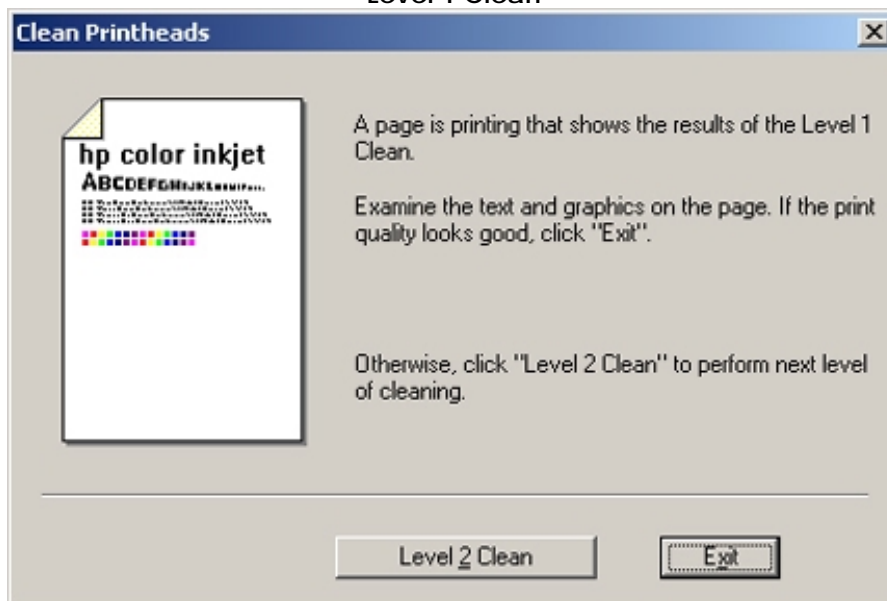 Level 1 Clean
Clean Printheads
hp color inkjet
ABCDEFGHIJKL
A page is printing that shows the results of the Level 1
Clean.
Examine the text and graphics on the page. If the print
quality looks good, click "Exit".
Otherwise, click "Level 2 Clean" to perform next level
of cleaning.
Level 2 Clean
Exit